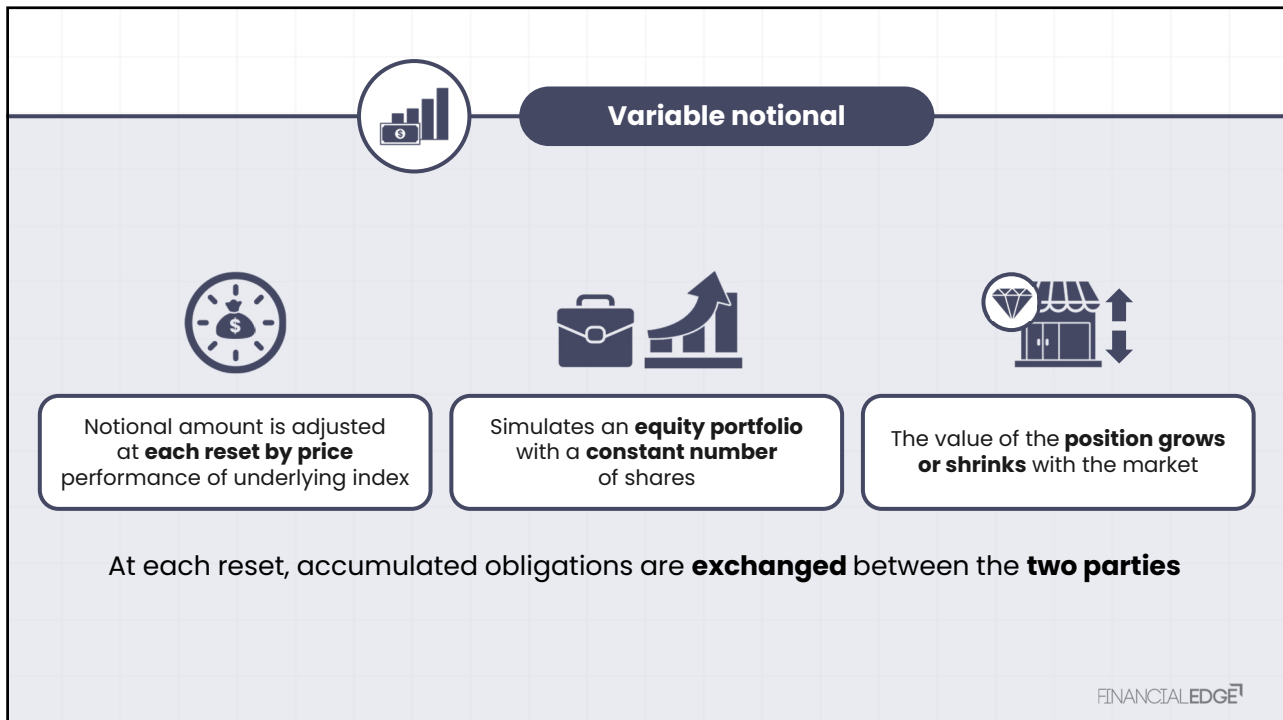 Variable notional
Notional amount is adjusted
at each reset by price
performance of underlying index
Simulates an equity portfolio
with a constant number
of shares
The value of the position grows
or shrinks with the market
At each reset, accumulated obligations are exchanged between the two parties
FINANCIALEDGE